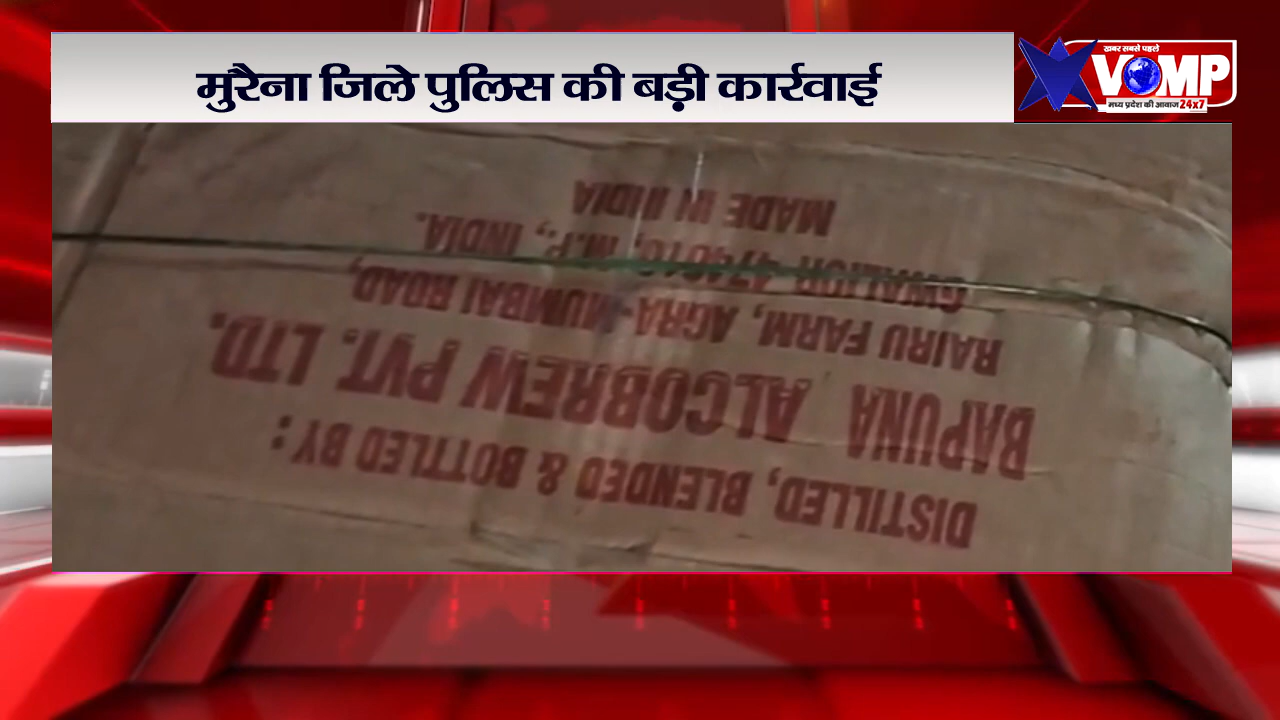 मुरैना जिले पुलिस की बड़ी कार्रवाई
खबर सबसे पहले
VOMP
मध्य प्रदेश की आवाज 24x7
DISTILLED, BLENDED & BOTTLED BY :
BAPUNA ALCOBREW PVT. LTD.
RAIRU FARM, AGRA-MUMBAI ROAD,
GWALIOR 474010, M.P., INDIA.
MADE IN INDIA